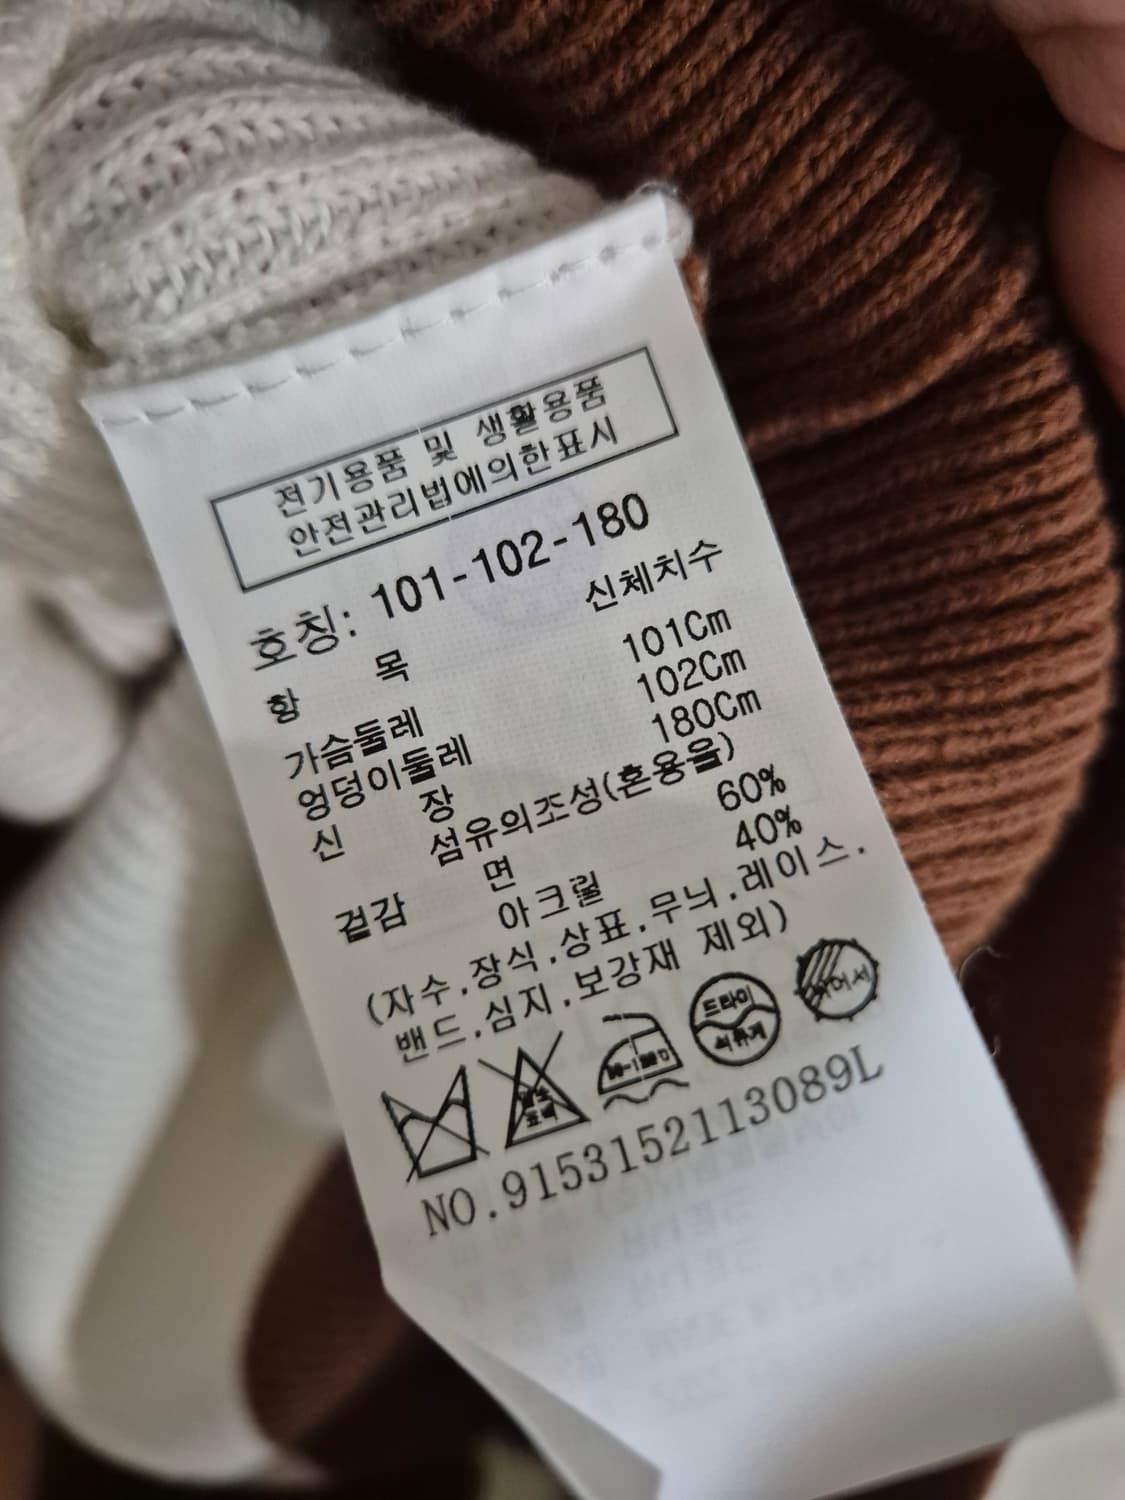 전기용품 및 생활용품
안전관리법에의한표시
호칭: 101-102-180
항 목 신체치수
가슴둘레 101Cm
엉덩이둘레 102Cm
신 장 180Cm
섬유의조성(혼용율)
겉감 면 60%
아크릴 40%
(자수.장식.상표.무늬.레이스.
밴드.심지.보강재 제외)
드라이
석유계
NO.9153152113089L